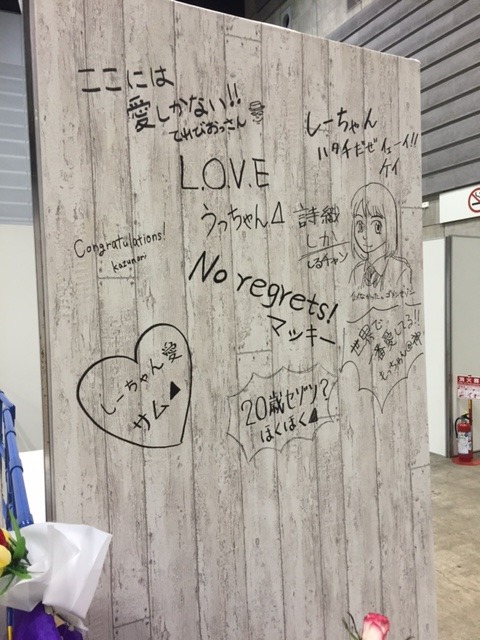 ここには
愛しかない!!
てれびおっさん
しーちゃん
ハタチだぜ イェーイ!!
ケイ
L.O.V.E
うっちゃん⊿
詩織
しか
しるチャン
Congratulations!
kazunori
No regrets!
マッキー
世界で
一番愛してる!!
しーちゃん愛
サム▲
20歳セゾン?
ほくほく▲